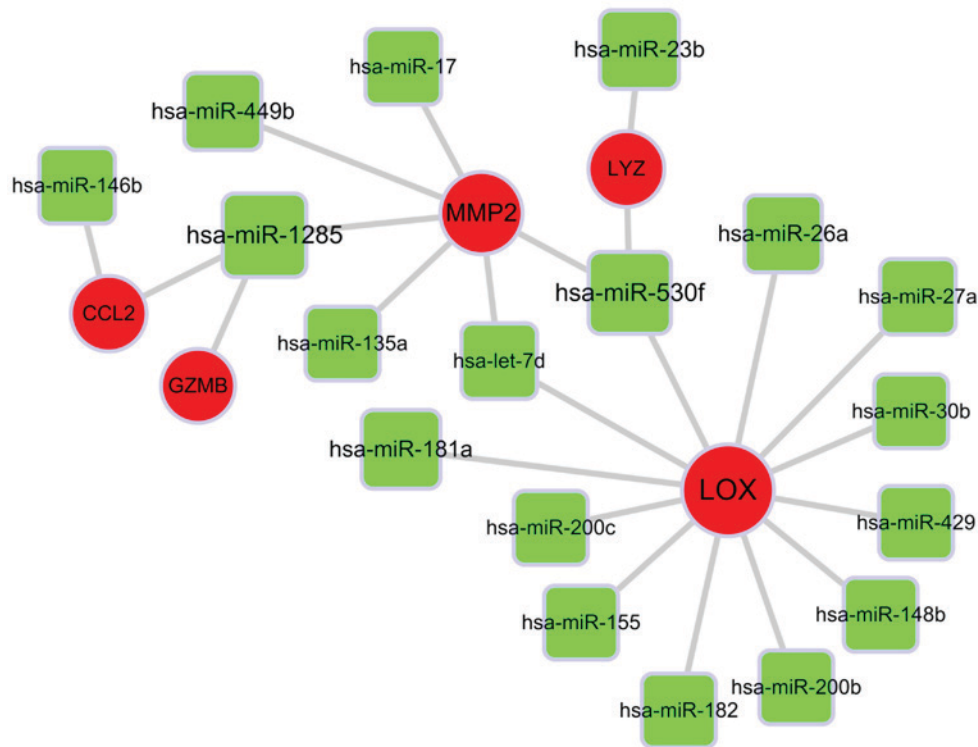 hsa-miR-23b
hsa-miR-17
hsa-miR-449b
LYZ
hsa-miR-146b
MMP2
hsa-miR-1285
hsa-miR-26a
hsa-miR-530f
hsa-miR-27a
CCL2
hsa-miR-135a
hsa-let-7d
GZMB
hsa-miR-30b
hsa-miR-181a
LOX
hsa-miR-200c
hsa-miR-429
hsa-miR-148b
hsa-miR-155
hsa-miR-200b
hsa-miR-182